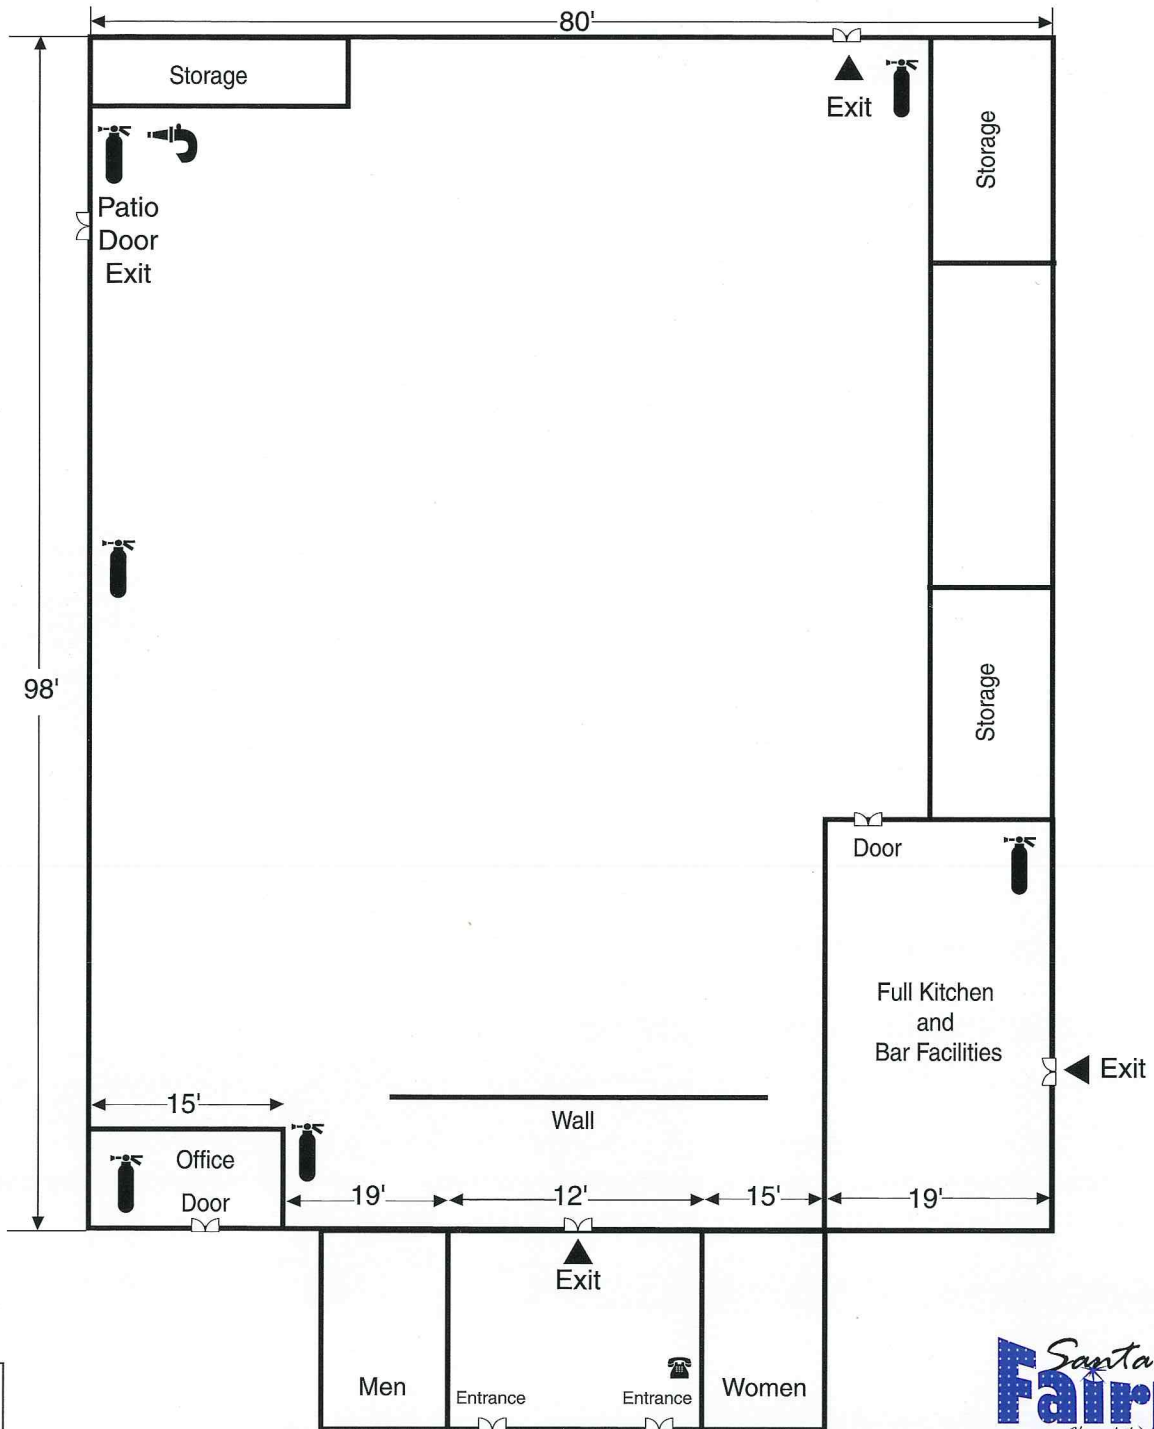 80'
Storage
Exit
Storage
Patio
Door
Exit
98'
Storage
Door
Full Kitchen
and
Bar Facilities
Exit
15'
Wall
Office
Door
19'
12'
15'
19'
Exit
Men
Entrance
Entrance
Women
Santa